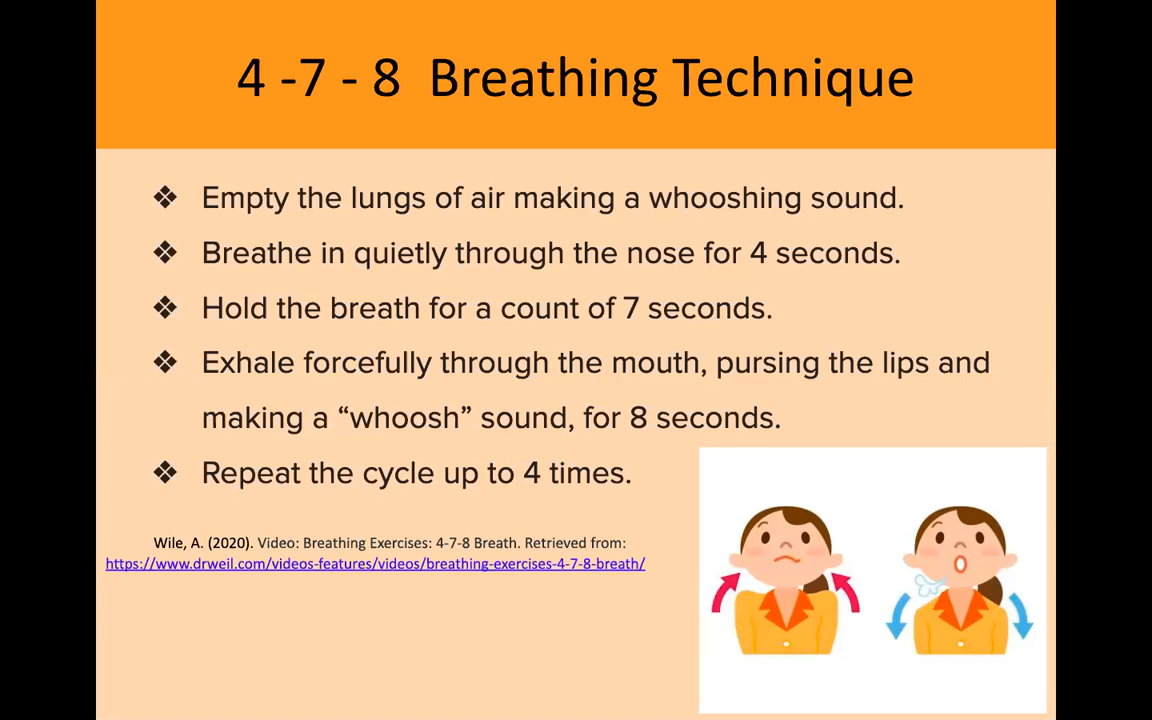 4 -7 - 8 Breathing Technique
❖ Empty the lungs of air making a whooshing sound.
❖ Breathe in quietly through the nose for 4 seconds.
❖ Hold the breath for a count of 7 seconds.
❖ Exhale forcefully through the mouth, pursing the lips and
making a “whoosh” sound, for 8 seconds.
❖ Repeat the cycle up to 4 times.
Wile, A. (2020). Video: Breathing Exercises: 4-7-8 Breath. Retrieved from:
https://www.drweil.com/videos-features/videos/breathing-exercises-4-7-8-breath/